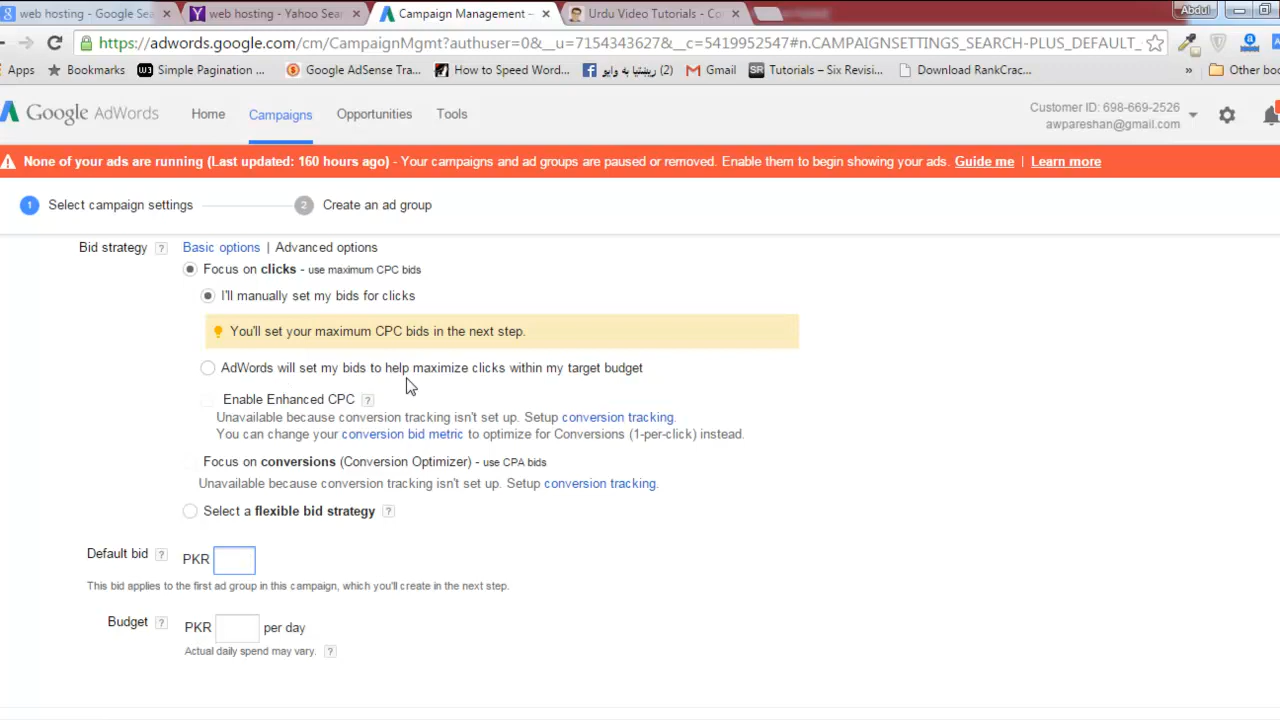 web hosting - Google Sea
web hosting - Yahoo Sear
Campaign Management –
Urdu Video Tutorials - Cor
Abdul
https://adwords.google.com/cm/CampaignMgmt?authuser=0&__u=7154343627&__c=5419952547#n.CAMPAIGNSETTINGS_SEARCH-PLUS_DEFAULT_
Apps
Bookmarks
Simple Pagination ...
Google AdSense Tra...
How to Speed Word...
(2) ریښتیا به وایو
Gmail
Tutorials – Six Revisi...
Download RankCrac...
»
Other boo
Google AdWords
Home
Campaigns
Opportunities
Tools
Customer ID: 698-669-2526
awpareshan@gmail.com
None of your ads are running (Last updated: 160 hours ago) - Your campaigns and ad groups are paused or removed. Enable them to begin showing your ads. Guide me | Learn more
1 Select campaign settings
2 Create an ad group
Bid strategy ? Basic options | Advanced options
Focus on clicks - use maximum CPC bids
I'll manually set my bids for clicks
You'll set your maximum CPC bids in the next step.
AdWords will set my bids to help maximize clicks within my target budget
Enable Enhanced CPC ?
Unavailable because conversion tracking isn't set up. Setup conversion tracking.
You can change your conversion bid metric to optimize for Conversions (1-per-click) instead.
Focus on conversions (Conversion Optimizer) - use CPA bids
Unavailable because conversion tracking isn't set up. Setup conversion tracking.
Select a flexible bid strategy ?
Default bid ? PKR
This bid applies to the first ad group in this campaign, which you'll create in the next step.
Budget ? PKR per day
Actual daily spend may vary. ?